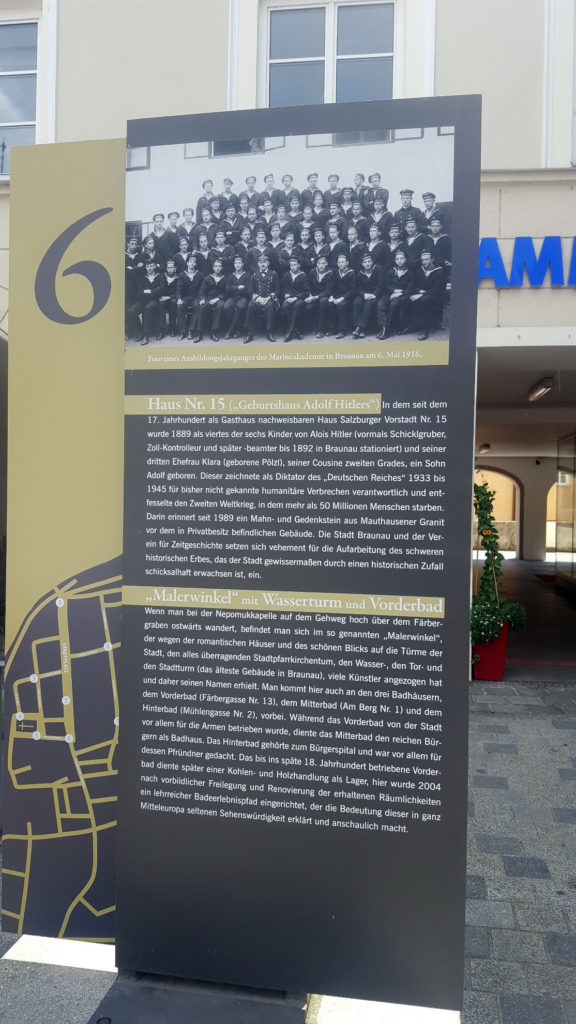 6
Foto eines Ausbildungsjahrganges der Marineakademie in Braunau am 6. Mai 1916.
AM
Haus Nr. 15 („Geburtshaus Adolf Hitlers“) In dem seit dem
17. Jahrhundert als Gasthaus nachweisbaren Haus Salzburger Vorstadt Nr. 15
wurde 1889 als viertes der sechs Kinder von Alois Hitler (vormals Schicklgruber,
Zoll-Kontrolleur und später -beamter bis 1892 in Braunau stationiert) und seiner
dritten Ehefrau Klara (geborene Pölzl), seiner Cousine zweiten Grades, ein Sohn
Adolf geboren. Dieser zeichnete als Diktator des „Deutschen Reiches“ 1933 bis
1945 für bisher nicht gekannte humanitäre Verbrechen verantwortlich und ent-
fesselte den Zweiten Weltkrieg, in dem mehr als 50 Millionen Menschen starben.
Darin erinnert seit 1989 ein Mahn- und Gedenkstein aus Mauthausener Granit
vor dem in Privatbesitz befindlichen Gebäude. Die Stadt Braunau und der Ver-
ein für Zeitgeschichte setzen sich vehement für die Aufarbeitung des schweren
historischen Erbes, das der Stadt gewissermaßen durch einen historischen Zufall
schicksalhaft erwachsen ist, ein.
„Malerwinkel“ mit Wasserturm und Vorderbad
Wenn man bei der Nepomukkapelle auf dem Gehweg hoch über dem Färber-
graben ostwärts wandert, befindet man sich im so genannten „Malerwinkel“,
der wegen der romantischen Häuser und des schönen Blicks auf die Türme der
Stadt, den alles überragenden Stadtpfarrkirchentum, den Wasser-, den Tor- und
den Stadtturm (das älteste Gebäude in Braunau), viele Künstler angezogen hat
und daher seinen Namen erhielt. Man kommt hier auch an den drei Badhäusern,
dem Vorderbad (Färbergasse Nr. 13), dem Mitterbad (Am Berg Nr. 1) und dem
Hinterbad (Mühlengasse Nr. 2), vorbei. Während das Vorderbad von der Stadt
vor allem für die Armen betrieben wurde, diente das Mitterbad den reichen Bür-
gern als Badhaus. Das Hinterbad gehörte zum Bürgerspital und war vor allem für
dessen Pfründner gedacht. Das bis ins späte 18. Jahrhundert betriebene Vorder-
bad diente später einer Kohlen- und Holzhandlung als Lager, hier wurde 2004
nach vorbildlicher Freilegung und Renovierung der erhaltenen Räumlichkeiten
ein lehrreicher Badeerlebnispfad eingerichtet, der die Bedeutung dieser in ganz
Mitteleuropa seltenen Sehenswürdigkeit erklärt und anschaulich macht.
STADTPLATZ